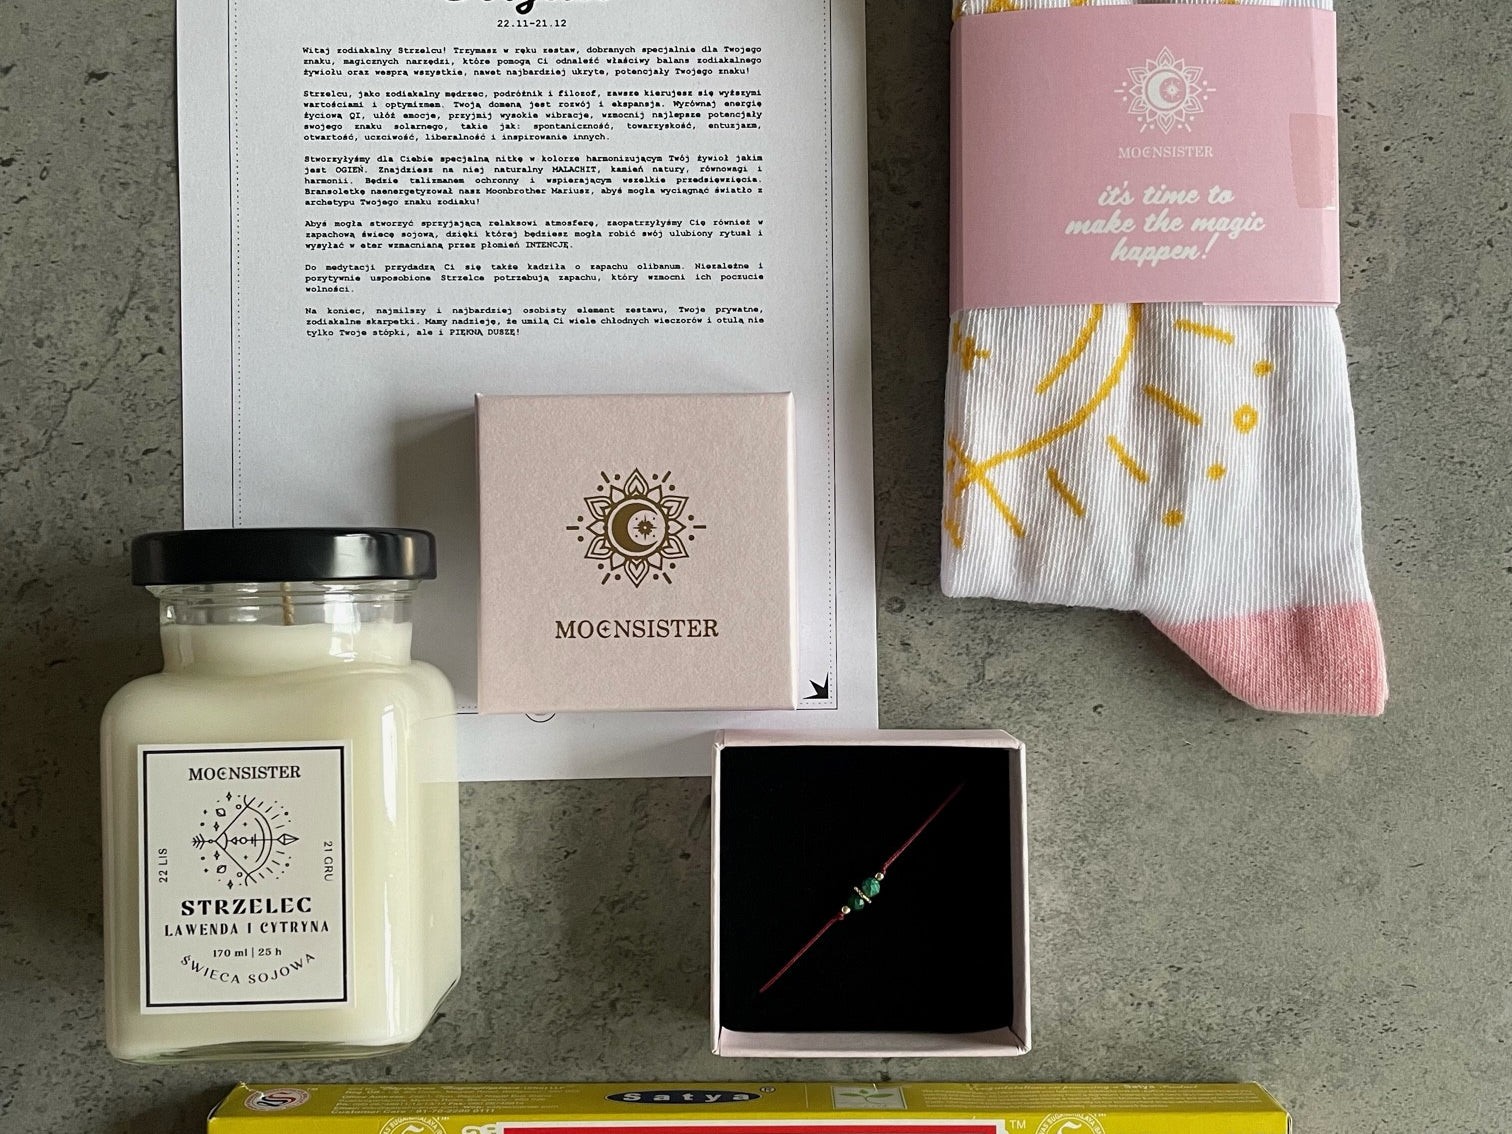 22.11-21.12
Witaj zodiakalny Strzelcu! Trzymasz w ręku zestaw, dobranych specjalnie dla Twojego
znaku, magicznych narzędzi, które pomogą Ci odnaleźć właściwy balans zodiakalnego
żywiołu oraz wesprą wszystkie, nawet najbardziej ukryte, potencjały Twojego znaku!
Strzelcu, jako zodiakalny mędrzec, podróżnik i filozof, zawsze kierujesz się wyższymi
wartościami i optymizmem. Twoją domeną jest rozwój i ekspansja. Wyrównaj energię
życiową QI, ułóż emocje, przyjmij wysokie wibracje, wzmocnij najlepsze potencjały
swojego znaku solarnego, takie jak: spontaniczność, towarzyskość, entuzjazm,
otwartość, uczciwość, liberalność i inspirowanie innych.
Stworzyłyśmy dla Ciebie specjalną nitkę w kolorze harmonizującym Twój żywioł jakim
jest OGIEŃ. Znajdziesz na niej naturalny MALACHIT, kamień natury, równowagi i
harmonii. Będzie talizmanem ochronny i wspierającym wszelkie przedsięwzięcia.
Bransoletkę naenergetyzował nasz Moonbrother Mariusz, abyś mogła wyciągnąć światło z
archetypu Twojego znaku zodiaku!
Abyś mogła stworzyć sprzyjającą relaksowi atmosferę, zaopatrzyłyśmy Cię również w
zapachową świecę sojową, dzięki której będziesz mogła robić swój ulubiony rytuał i
wysyłać w eter wzmacnianą przez płomień INTENCJĘ.
Do medytacji przydadzą Ci się także kadzidła o zapachu olibanum. Niezależne i
pozytywnie usposobione Strzelce potrzebują zapachu, który wzmocni ich poczucie
wolności.
Na koniec, najmilszy i najbardziej osobisty element zestawu, Twoje prywatne,
zodiakalne skarpetki. Mamy nadzieję, że umilą Ci wiele chłodnych wieczorów i otulą nie
tylko Twoje stópki, ale i PIĘKNĄ DUSZĘ!
MOONSISTER
it's time to
make the magic
happen!
MOONSISTER
MOONSISTER
22 LIS
21 GRU
STRZELEC
LAWENDA I CYTRYNA
170 ml | 25 h
ŚWIECA SOJOWA
Satya ®
Customer Care : 91-70-2296 0111
TM